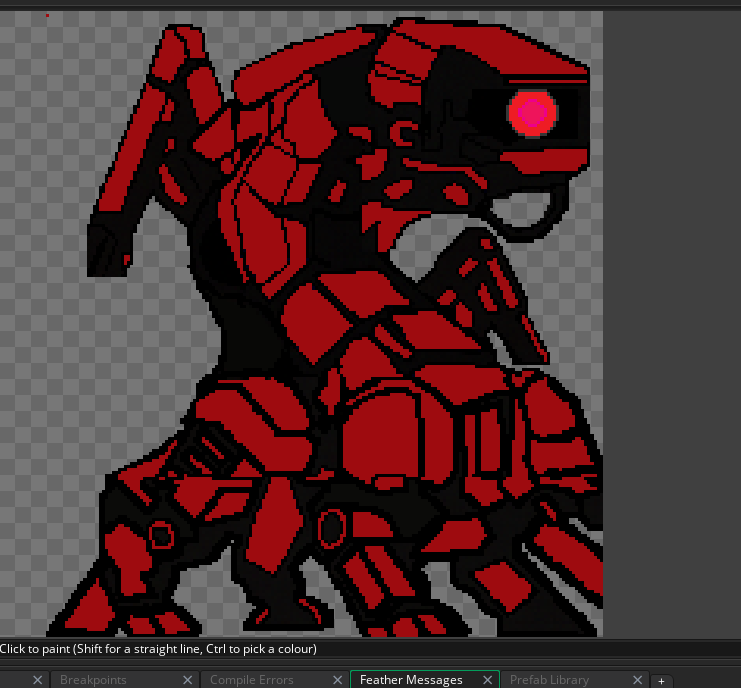 Click to paint (Shift for a straight line, Ctrl to pick a colour)
Breakpoints Compile Errors Feather Messages Prefab Library +